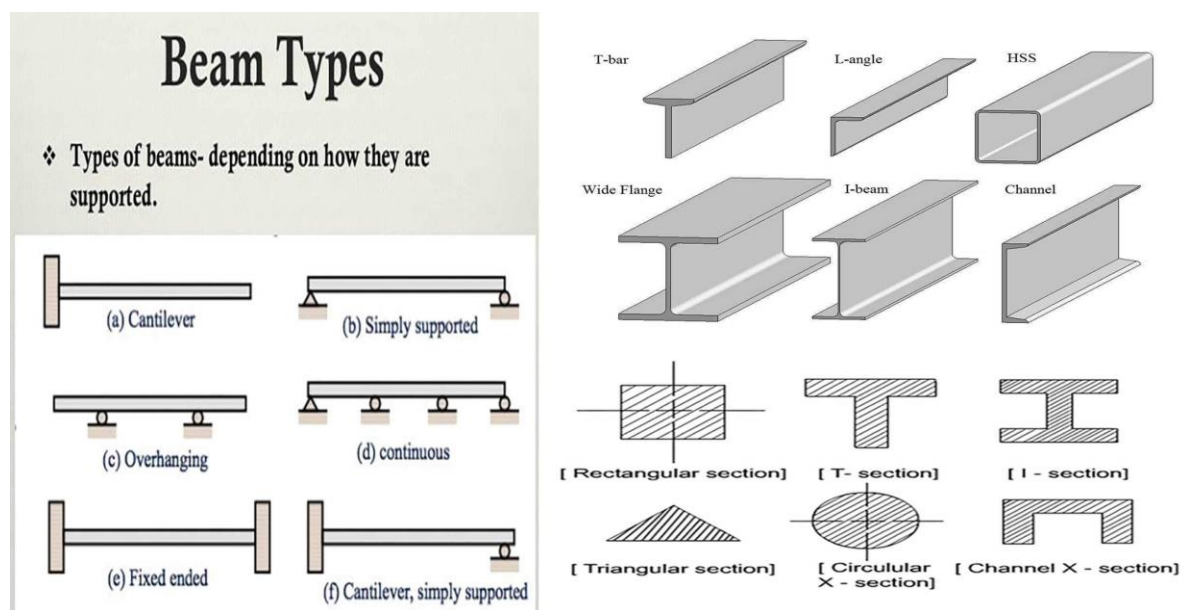 Beam Types
❖ Types of beams- depending on how they are
supported.
(a) Cantilever
(b) Simply supported
(c) Overhanging
(d) continuous
(e) Fixed ended
(f) Cantilever, simply supported
T-bar
L-angle
HSS
Wide Flange
I-beam
Channel
[ Rectangular section]
[ T- section]
[ I - section]
[ Triangular section]
[ Circulular
X - section]
[ Channel X - section]